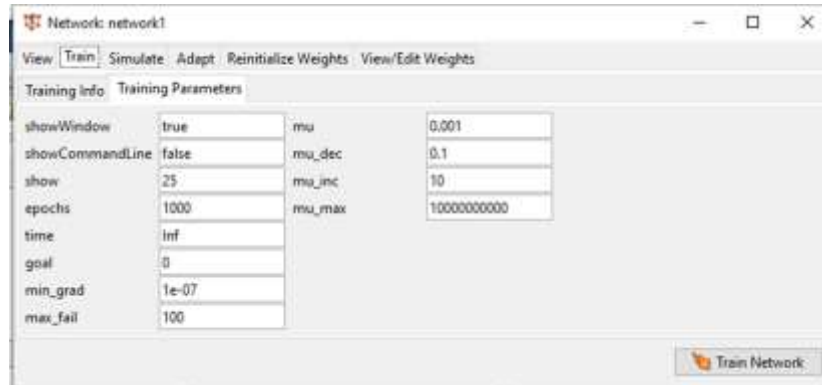 Network: network1
View Train Simulate Adapt Reinitialize Weights View/Edit Weights
Training Info Training Parameters
showWindow true mu 0.001
showCommandLine false mu_dec 0.1
show 25 mu_inc 10
epochs 1000 mu_max 10000000000
time Inf
goal 0
min_grad 1e-07
max_fail 100
Train Network